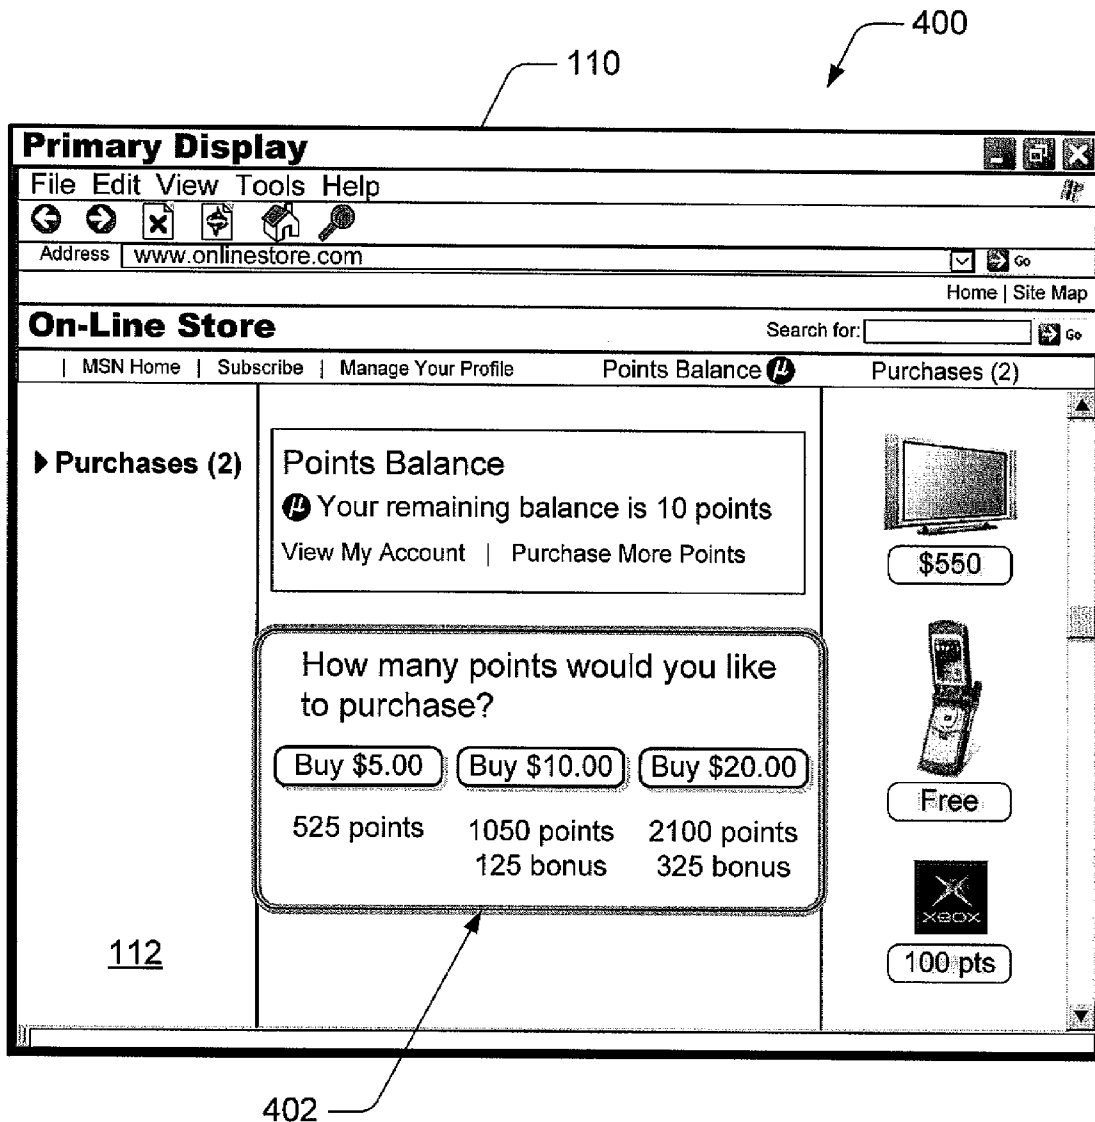 400
110
Primary Display
File Edit View Tools Help
Address www.onlinestore.com Go
Home | Site Map
On-Line Store Search for: Go
| MSN Home | Subscribe | Manage Your Profile Points Balance μ Purchases (2)
Purchases (2)
Points Balance
μ Your remaining balance is 10 points
View My Account | Purchase More Points
How many points would you like
to purchase?
Buy $5.00 Buy $10.00 Buy $20.00
525 points 1050 points 2100 points
125 bonus 325 bonus
$550
Free
XBOX
100 pts
112
402